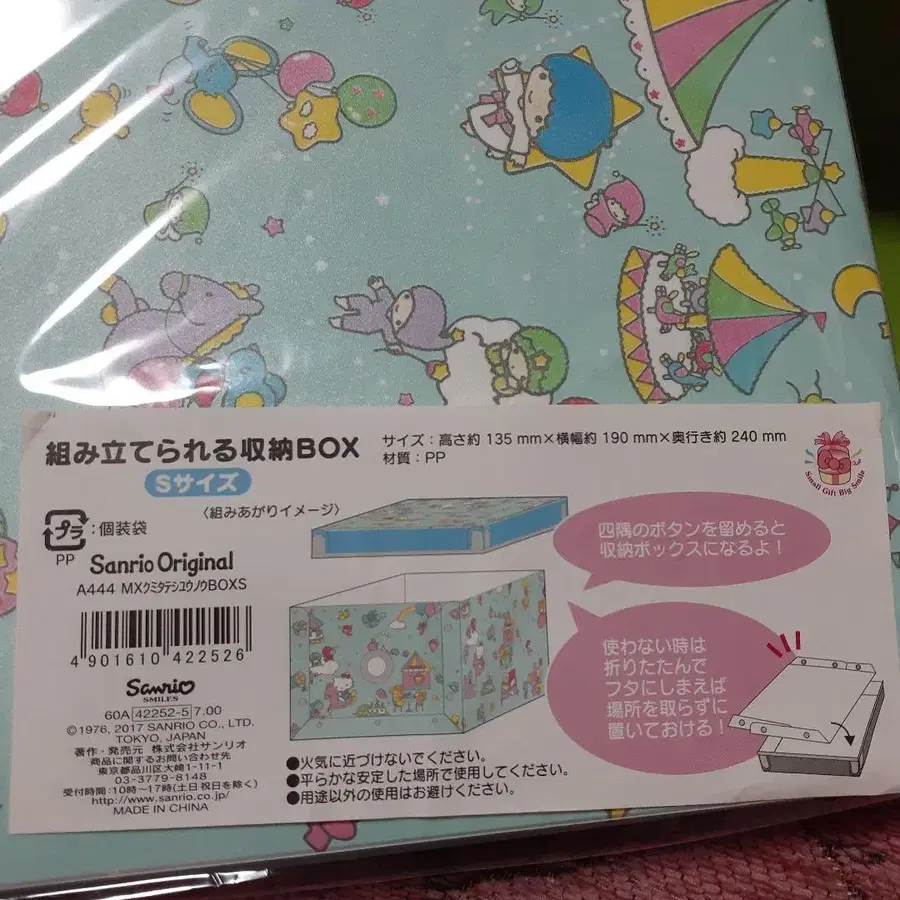 組み立てられる収納BOX
Sサイズ
サイズ：高さ約 135 mm×横幅約 190 mm×奥行き約 240 mm
材質：PP
Small Gift Big Smile
〈組みあがりイメージ〉
プラ
：個装袋
PP
Sanrio Original
A444 MXクミタテシユウノウBOXS
4 901610 422526
Sanrio
SMILES
60A 42252-5 7.00
©1976, 2017 SANRIO CO., LTD.
TOKYO, JAPAN
著作・発売元 株式会社サンリオ
商品に関するお問い合わせ先
東京都品川区大崎1-11-1
03-3779-8148
受付時間：10時～17時(土日祝日を除く)
http://www.sanrio.co.jp/
MADE IN CHINA
四隅のボタンを留めると
収納ボックスになるよ！
使わない時は
折りたたんで
フタにしまえば
場所を取らずに
置いておける！
●火気に近づけないでください。
●平らかな安定した場所で使用してください。
●用途以外の使用はお避けください。